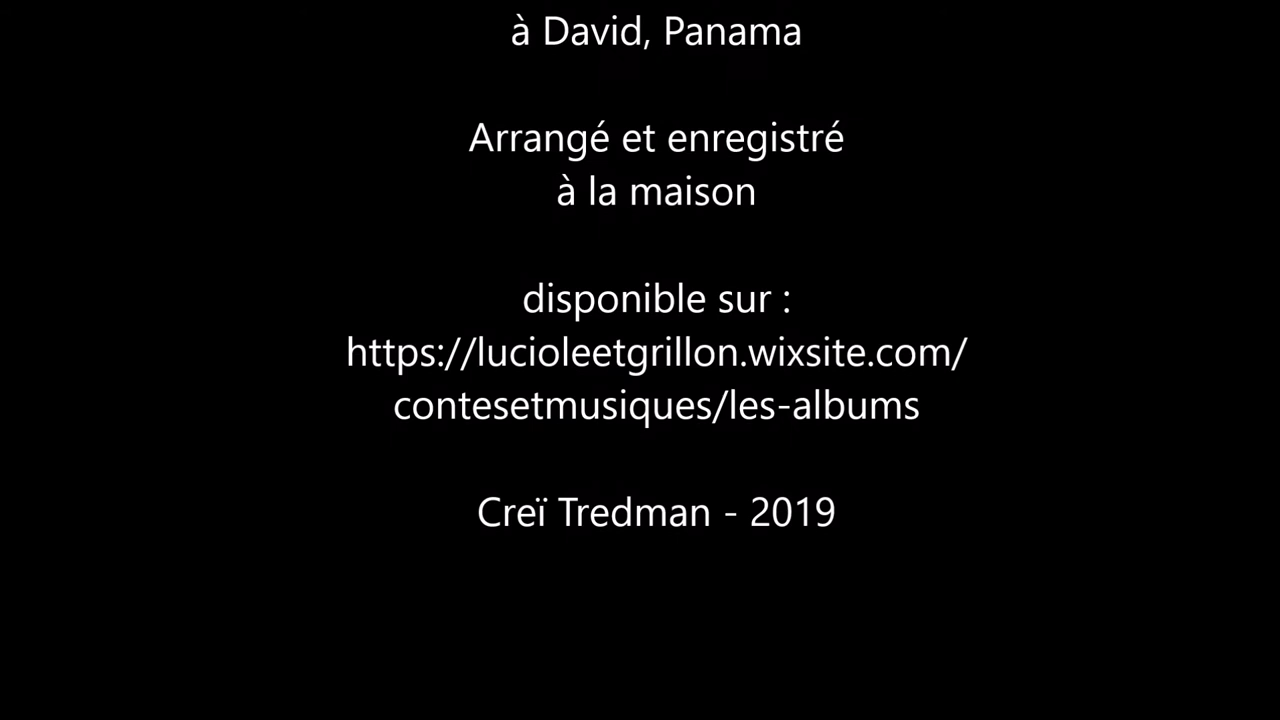 à David, Panama
Arrangé et enregistré
à la maison
disponible sur :
https://lucioleetgrillon.wixsite.com/
contesetmusiques/les-albums
Creï Tredman - 2019